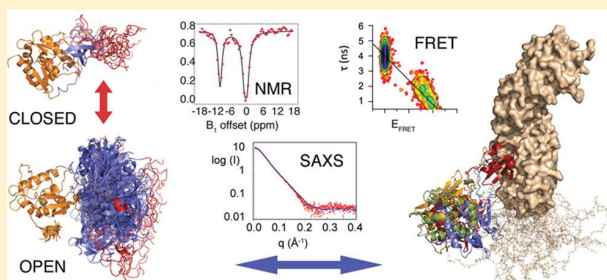 CLOSED
OPEN
0.8
0.6
0.4
0.2
0.0
NMR
-18-12-6 0 6 12 18
B1 offset (ppm)
τ (ns)
6
5
4
3
2
1
FRET
EFRET
log (I)
10
1
0.1
0.01
SAXS
0.0 0.1 0.2 0.3 0.4
q (Å-1)